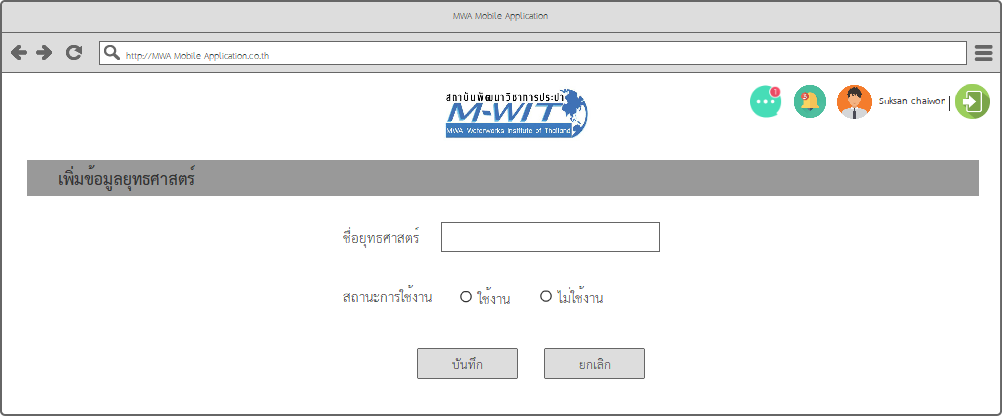 MWA Mobile Application
http://MWA Mobile Application.co.th
สถาบันพัฒนาวิชาการประปา
M-WIT
MWA Waterworks Institute of Thailand
1
Suksan chaiwon
เพิ่มข้อมูลยุทธศาสตร์
ชื่อยุทธศาสตร์
สถานะการใช้งาน ใช้งาน ไม่ใช้งาน
บันทึก ยกเลิก